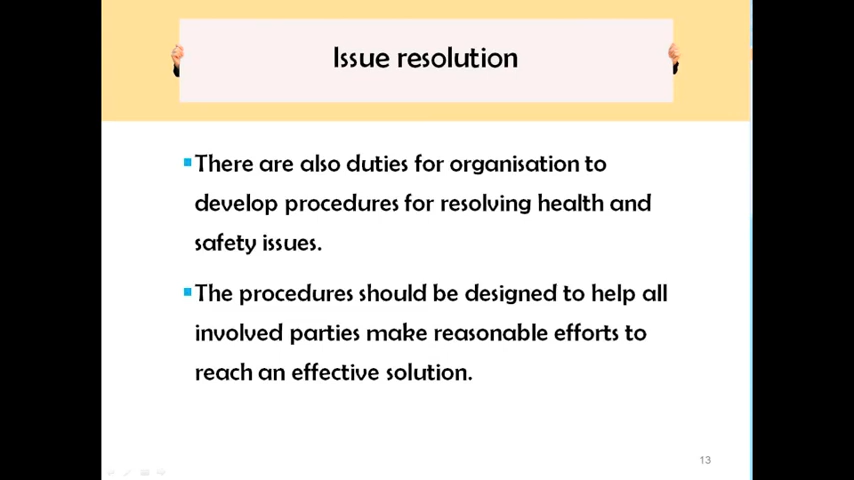 Issue resolution
There are also duties for organisation to
develop procedures for resolving health and
safety issues.
The procedures should be designed to help all
involved parties make reasonable efforts to
reach an effective solution.
13